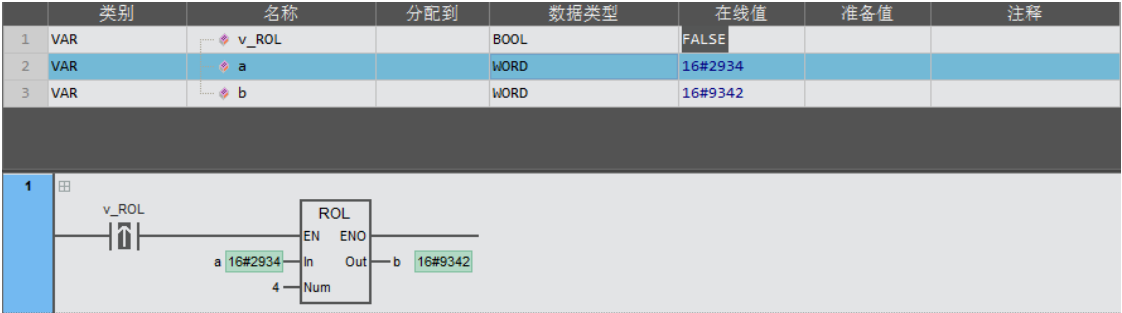 类别 名称 分配到 数据类型 在线值 准备值 注释
1 VAR v_ROL BOOL FALSE
2 VAR a WORD 16#2934
3 VAR b WORD 16#9342
1
v_ROL
ROL
EN ENO
a 16#2934 In Out b 16#9342
4 Num